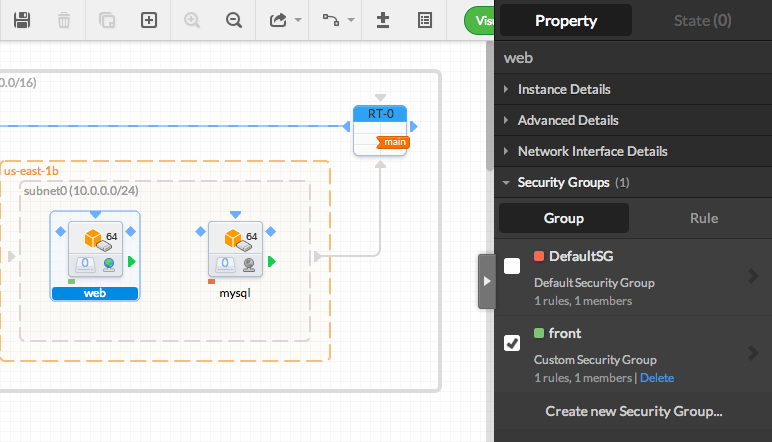 Visu
Property
State (0)
web
Instance Details
Advanced Details
Network Interface Details
Security Groups (1)
Group
Rule
DefaultSG
Default Security Group
1 rules, 1 members
front
Custom Security Group
1 rules, 1 members | Delete
Create new Security Group...
0.0/16)
RT-0
main
us-east-1b
subnet0 (10.0.0.0/24)
64
0
web
64
0
mysql